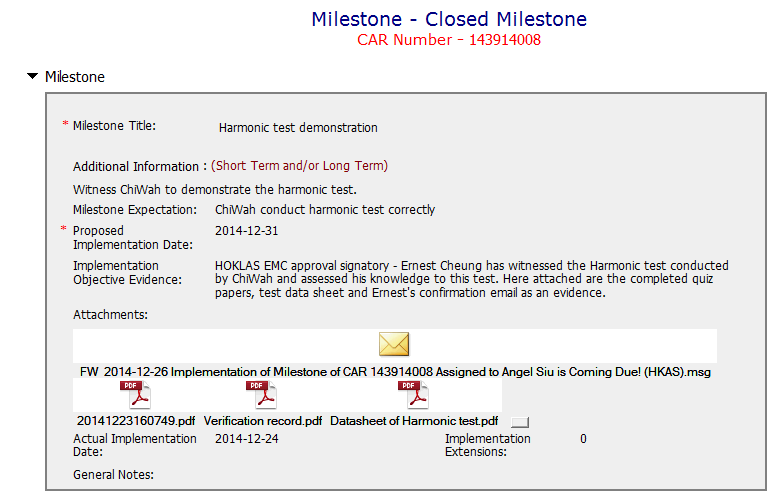 Milestone - Closed Milestone
CAR Number - 143914008
Milestone
* Milestone Title: Harmonic test demonstration
Additional Information : (Short Term and/or Long Term)
Witness ChiWah to demonstrate the harmonic test.
Milestone Expectation: ChiWah conduct harmonic test correctly
* Proposed 2014-12-31
Implementation Date:
Implementation HOKLAS EMC approval signatory - Ernest Cheung has witnessed the Harmonic test conducted
Objective Evidence: by ChiWah and assessed his knowledge to this test. Here attached are the completed quiz
papers, test data sheet and Ernest's confirmation email as an evidence.
Attachments:
FW 2014-12-26 Implementation of Milestone of CAR 143914008 Assigned to Angel Siu is Coming Due! (HKAS).msg
PDF PDF PDF
20141223160749.pdf Verification record.pdf Datasheet of Harmonic test.pdf
Actual Implementation 2014-12-24 Implementation 0
Date: Extensions:
General Notes: